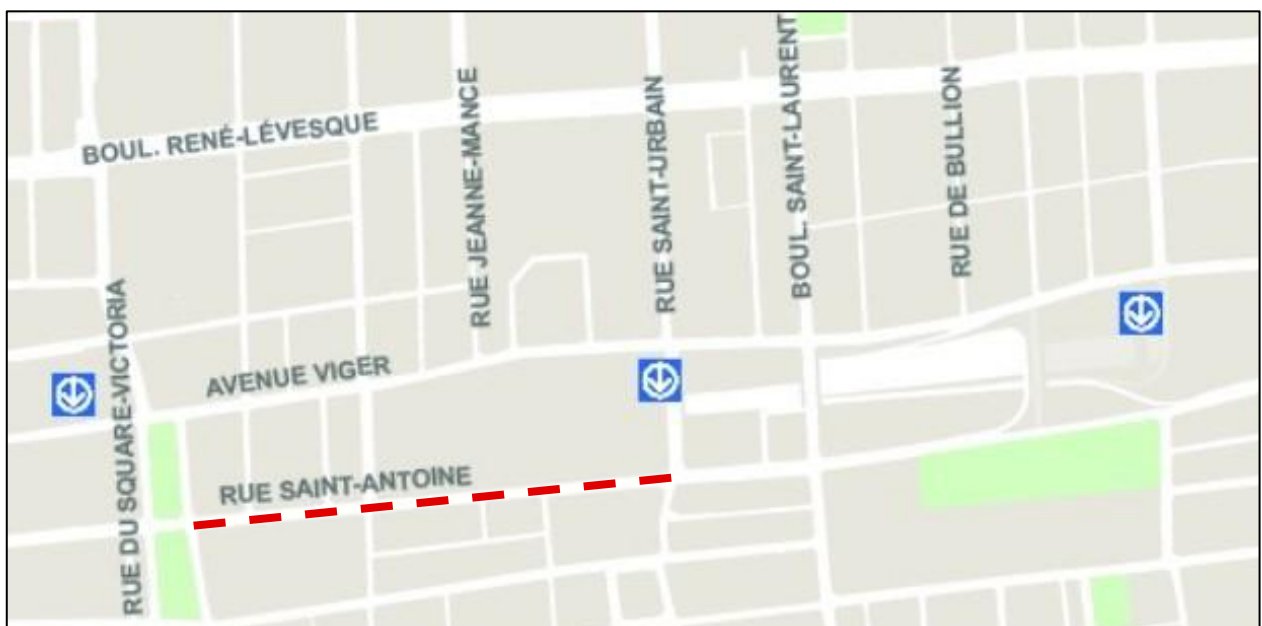 BOUL. RENÉ-LÉVESQUE
RUE JEANNE-MANCE
RUE SAINT-URBAIN
BOUL. SAINT-LAURENT
RUE DE BULLION
RUE DU SQUARE-VICTORIA
AVENUE VIGER
RUE SAINT-ANTOINE